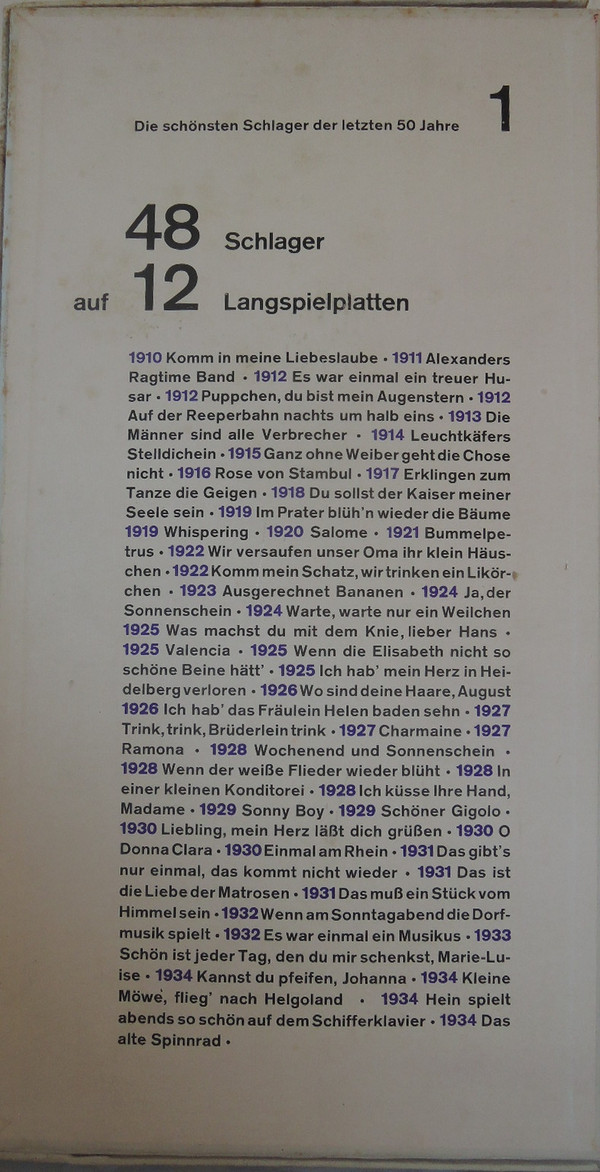 Die schönsten Schlager der letzten 50 Jahre 1
48 Schlager
auf 12 Langspielplatten
1910 Komm in meine Liebeslaube • 1911 Alexanders
Ragtime Band • 1912 Es war einmal ein treuer Hu-
sar • 1912 Puppchen, du bist mein Augenstern • 1912
Auf der Reeperbahn nachts um halb eins • 1913 Die
Männer sind alle Verbrecher • 1914 Leuchtkäfers
Stelldichein • 1915 Ganz ohne Weiber geht die Chose
nicht • 1916 Rose von Stambul • 1917 Erklingen zum
Tanze die Geigen • 1918 Du sollst der Kaiser meiner
Seele sein • 1919 Im Prater blüh'n wieder die Bäume
1919 Whispering • 1920 Salome • 1921 Bummelpe-
trus • 1922 Wir versaufen unser Oma ihr klein Häus-
chen • 1922 Komm mein Schatz, wir trinken ein Likör-
chen • 1923 Ausgerechnet Bananen • 1924 Ja, der
Sonnenschein • 1924 Warte, warte nur ein Weilchen
1925 Was machst du mit dem Knie, lieber Hans •
1925 Valencia • 1925 Wenn die Elisabeth nicht so
schöne Beine hätt' • 1925 Ich hab' mein Herz in Hei-
delberg verloren • 1926 Wo sind deine Haare, August
1926 Ich hab' das Fräulein Helen baden sehn • 1927
Trink, trink, Brüderlein trink • 1927 Charmaine • 1927
Ramona • 1928 Wochenend und Sonnenschein •
1928 Wenn der weiße Flieder wieder blüht • 1928 In
einer kleinen Konditorei • 1928 Ich küsse Ihre Hand,
Madame • 1929 Sonny Boy • 1929 Schöner Gigolo •
1930 Liebling, mein Herz läßt dich grüßen • 1930 O
Donna Clara • 1930 Einmal am Rhein • 1931 Das gibt's
nur einmal, das kommt nicht wieder • 1931 Das ist
die Liebe der Matrosen • 1931 Das muß ein Stück vom
Himmel sein • 1932 Wenn am Sonntagabend die Dorf-
musik spielt • 1932 Es war einmal ein Musikus • 1933
Schön ist jeder Tag, den du mir schenkst, Marie-Lu-
ise • 1934 Kannst du pfeifen, Johanna • 1934 Kleine
Möwe, flieg' nach Helgoland • 1934 Hein spielt
abends so schön auf dem Schifferklavier • 1934 Das
alte Spinnrad •